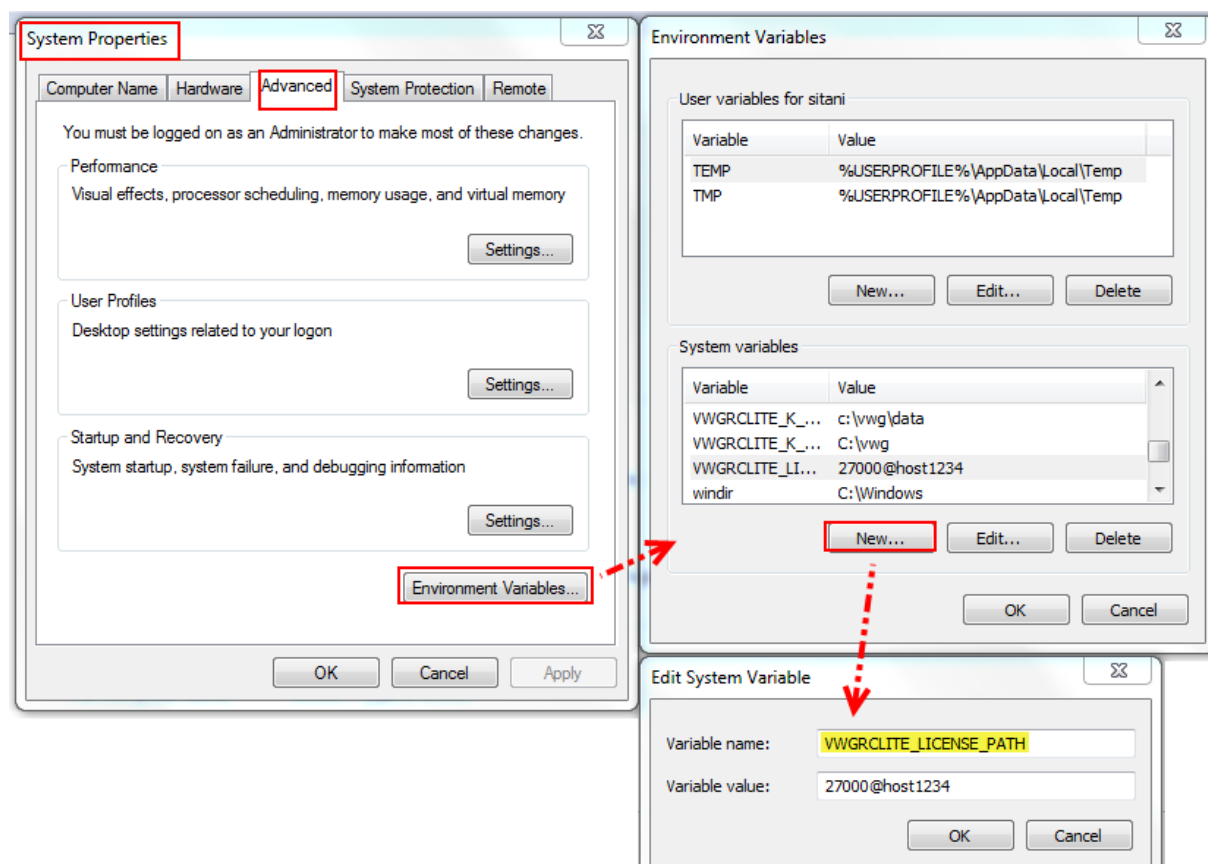 System Properties
Computer Name Hardware Advanced System Protection Remote
You must be logged on as an Administrator to make most of these changes.
Performance
Visual effects, processor scheduling, memory usage, and virtual memory
Settings...
User Profiles
Desktop settings related to your logon
Settings...
Startup and Recovery
System startup, system failure, and debugging information
Settings...
Environment Variables...
OK Cancel Apply
Environment Variables
User variables for sitani
Variable Value
TEMP %USERPROFILE%\AppData\Local\Temp
TMP %USERPROFILE%\AppData\Local\Temp
New... Edit... Delete
System variables
Variable Value
VWGRCLITE_K_... c:\vwg\data
VWGRCLITE_K_... C:\vwg
VWGRCLITE_LI... 27000@host1234
windir C:\Windows
New... Edit... Delete
OK Cancel
Edit System Variable
Variable name: VWGRCLITE_LICENSE_PATH
Variable value: 27000@host1234
OK Cancel